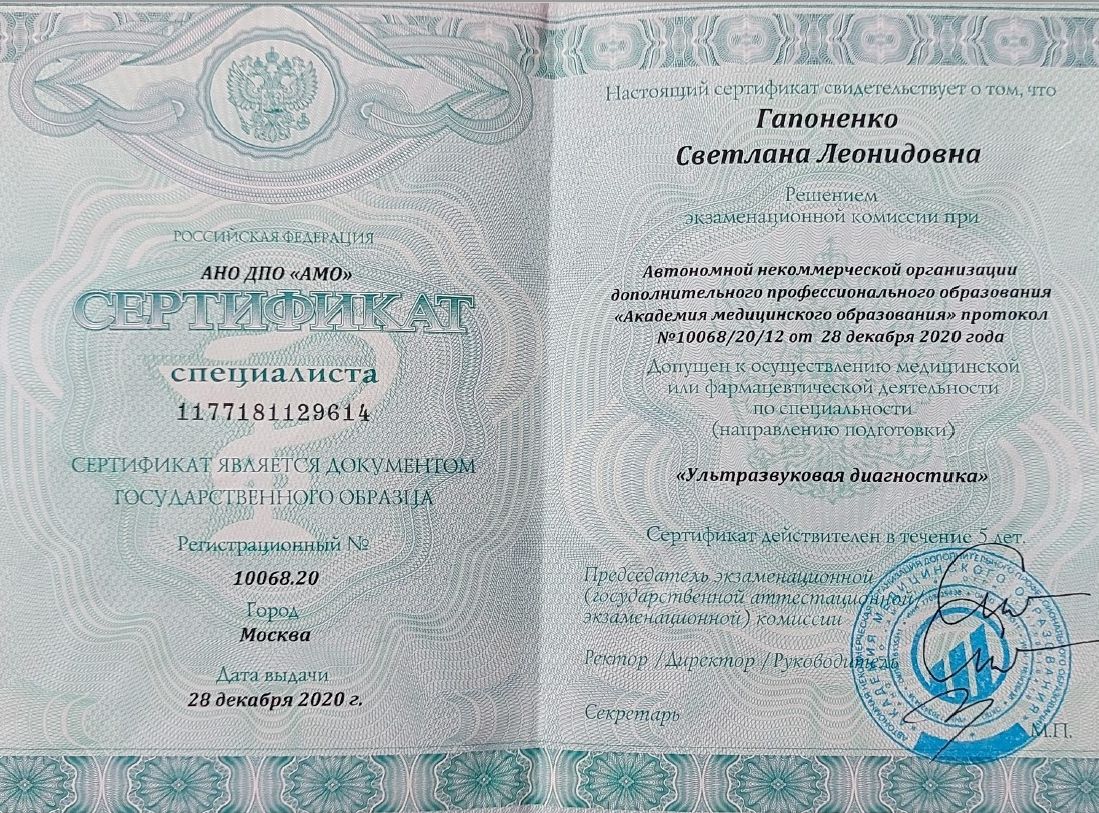 РОССИЙСКАЯ ФЕДЕРАЦИЯ
АНО ДПО «АМО»
СЕРТИФИКАТ
специалиста
1177181129614
СЕРТИФИКАТ ЯВЛЯЕТСЯ ДОКУМЕНТОМ
ГОСУДАРСТВЕННОГО ОБРАЗЦА
Регистрационный №
10068.20
Город
Москва
Дата выдачи
28 декабря 2020 г.
Настоящий сертификат свидетельствует о том, что
Гапоненко
Светлана Леонидовна
Решением
экзаменационной комиссии при
Автономной некоммерческой организации
дополнительного профессионального образования
«Академия медицинского образования» протокол
№10068/20/12 от 28 декабря 2020 года
Допущен к осуществлению медицинской
или фармацевтической деятельности
по специальности
(направлению подготовки)
«Ультразвуковая диагностика»
Сертификат действителен в течение 5 лет.
Председатель экзаменационной
(государственной аттестационной/
экзаменационной) комиссии
Ректор /Директор /Руководитель
Секретарь
М.П.
АКАДЕМИЯ МЕДИЦИНСКОГО ОБРАЗОВАНИЯ